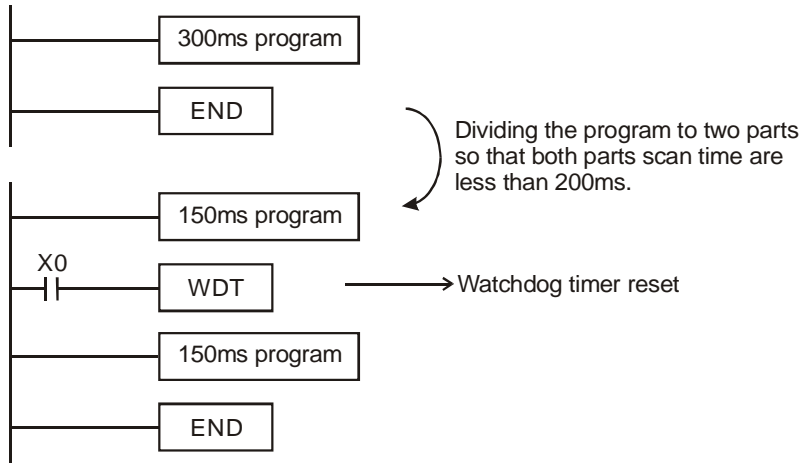 300ms program
END
Dividing the program to two parts
so that both parts scan time are
less than 200ms.
150ms program
X0
WDT
Watchdog timer reset
150ms program
END